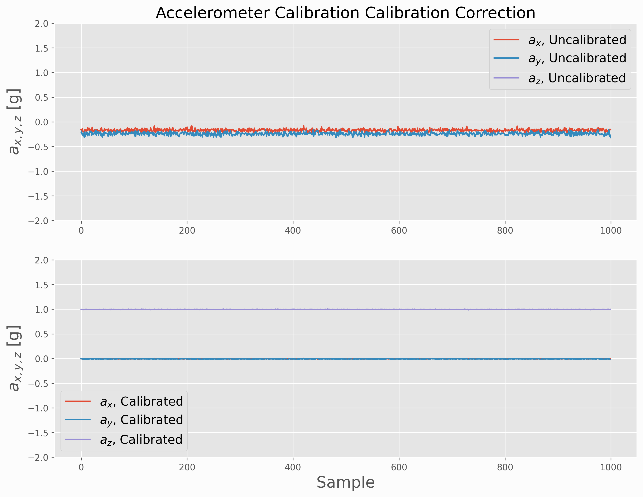 Accelerometer Calibration Calibration Correction
2.0
1.5
1.0
0.5
0.0
−0.5
−1.0
−1.5
−2.0
a_{x,y,z} [g]
a_x, Uncalibrated
a_y, Uncalibrated
a_z, Uncalibrated
0 200 400 600 800 1000
2.0
1.5
1.0
0.5
0.0
−0.5
−1.0
−1.5
−2.0
a_{x,y,z} [g]
a_x, Calibrated
a_y, Calibrated
a_z, Calibrated
0 200 400 600 800 1000
Sample